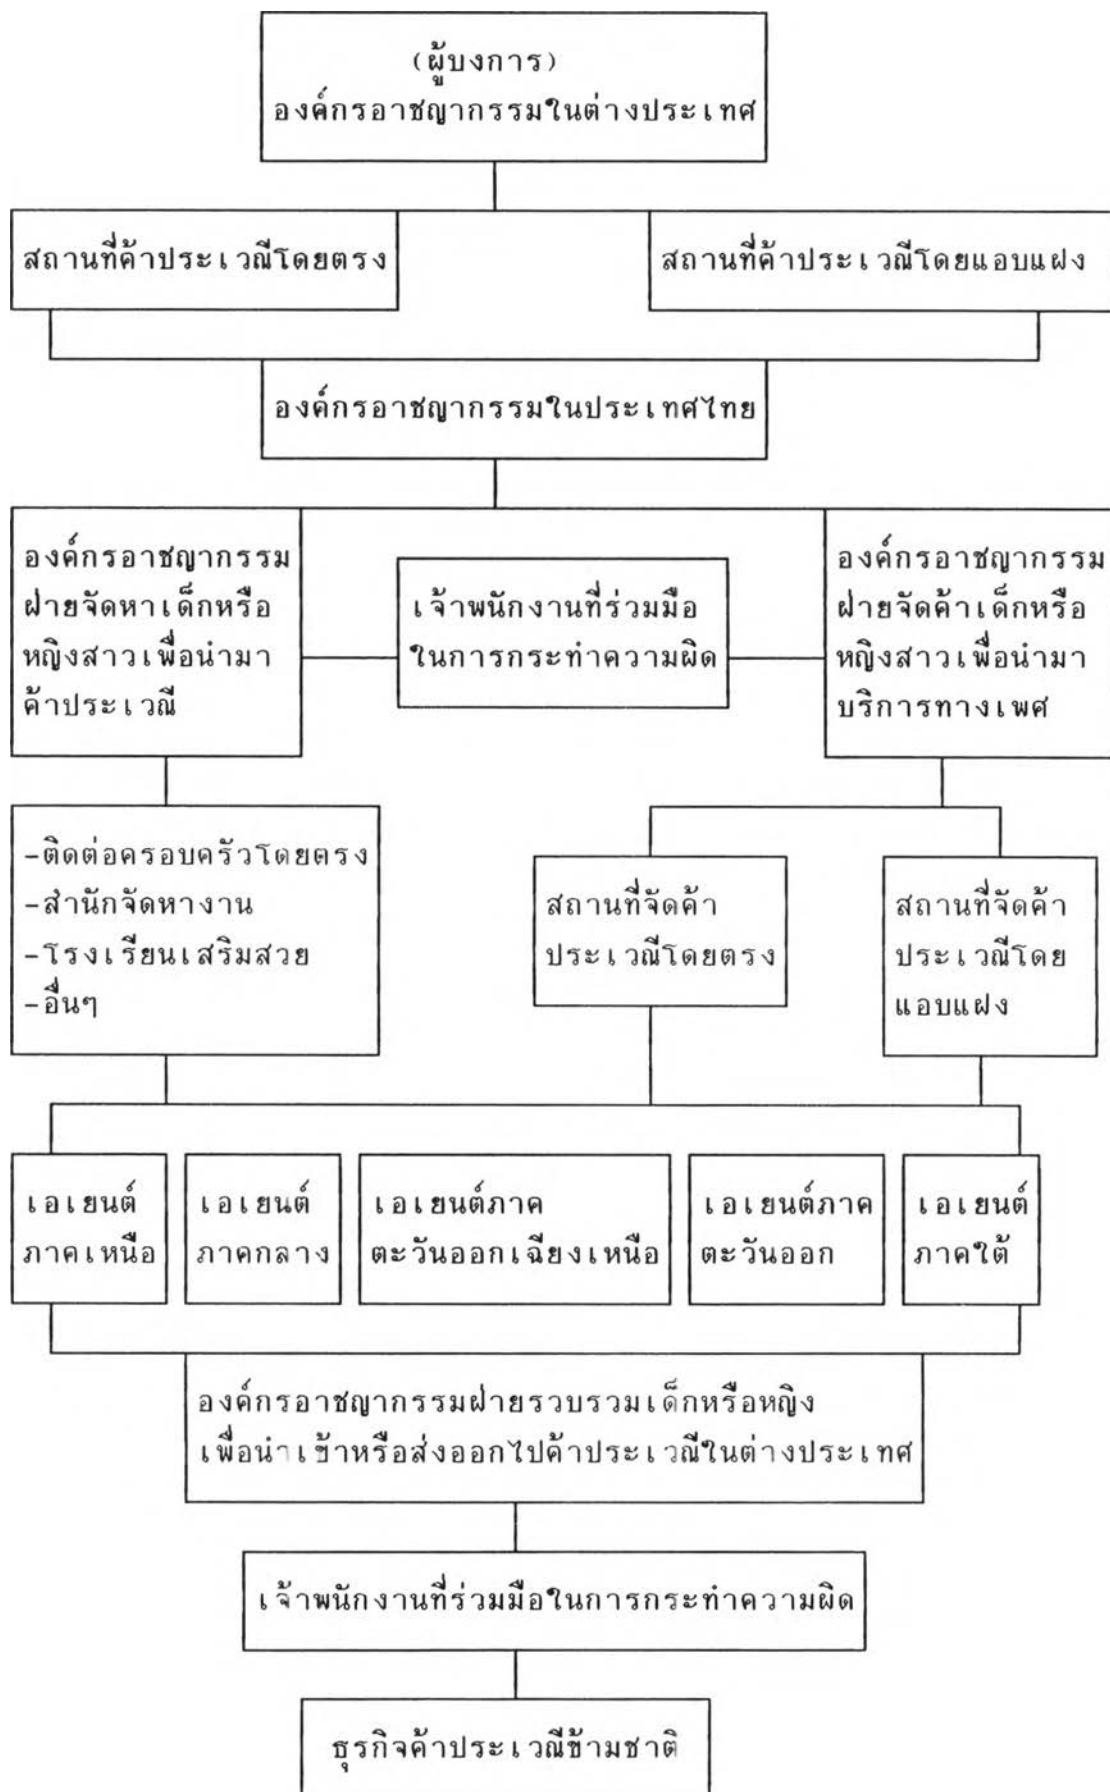 (ผู้บงการ)
องค์กรอาชญากรรมในต่างประเทศ
สถานที่ค้าประเวณีโดยตรง
สถานที่ค้าประเวณีโดยแอบแฝง
องค์กรอาชญากรรมในประเทศไทย
องค์กรอาชญากรรม
ฝ่ายจัดหาเด็กหรือ
หญิงสาวเพื่อนำมา
ค้าประเวณี
เจ้าพนักงานที่ร่วมมือ
ในการกระทำความผิด
องค์กรอาชญากรรม
ฝ่ายจัดค้าเด็กหรือ
หญิงสาวเพื่อนำมา
บริการทางเพศ
-ติดต่อครอบครัวโดยตรง
-สำนักจัดหางาน
-โรงเรียนเสริมสวย
-อื่นๆ
สถานที่จัดค้า
ประเวณีโดยตรง
สถานที่จัดค้า
ประเวณีโดย
แอบแฝง
เอเยนต์
ภาคเหนือ
เอเยนต์
ภาคกลาง
เอเยนต์ภาค
ตะวันออกเฉียงเหนือ
เอเยนต์ภาค
ตะวันออก
เอเยนต์
ภาคใต้
องค์กรอาชญากรรมฝ่ายรวบรวมเด็กหรือหญิง
เพื่อนำเข้าหรือส่งออกไปค้าประเวณีในต่างประเทศ
เจ้าพนักงานที่ร่วมมือในการกระทำความผิด
ธุรกิจค้าประเวณีข้ามชาติ